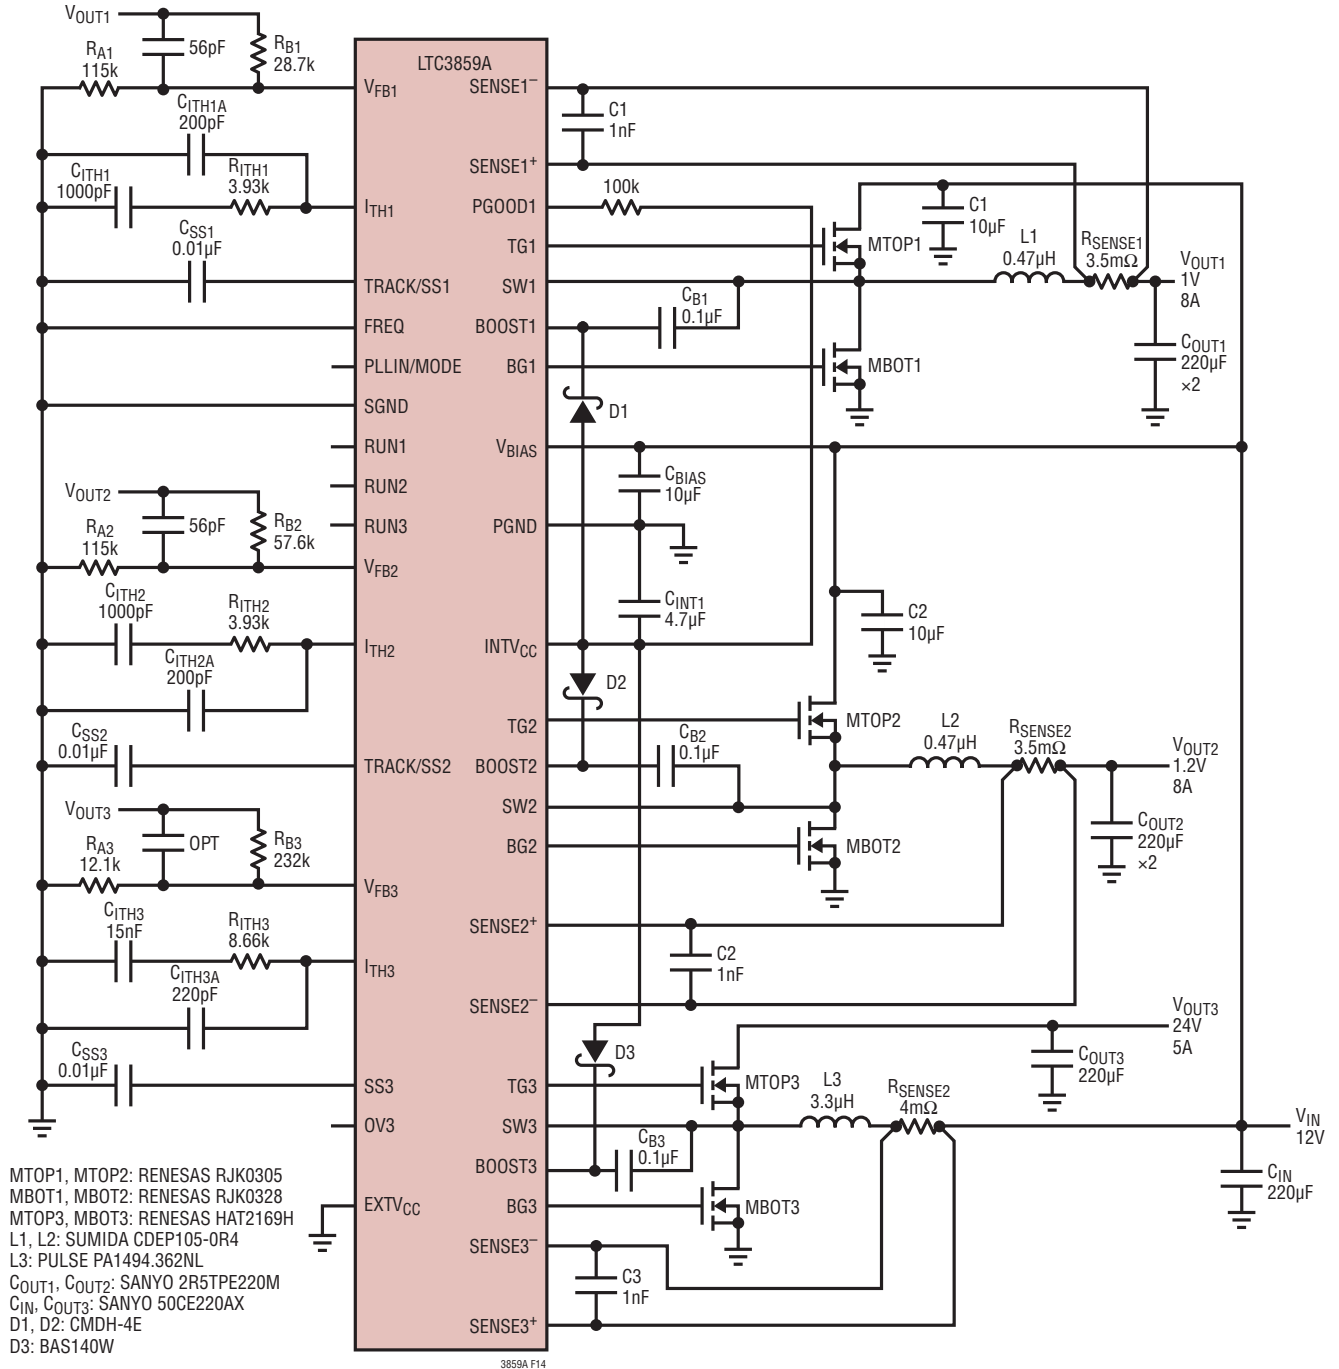 VOUT1
RA1
115k
56pF
RB1
28.7k
CITH1A
200pF
CITH1
1000pF
RITH1
3.93k
CSS1
0.01µF
VOUT2
RA2
115k
56pF
RB2
57.6k
CITH2
1000pF
RITH2
3.93k
CITH2A
200pF
CSS2
0.01µF
VOUT3
RA3
12.1k
OPT
RB3
232k
CITH3
15nF
RITH3
8.66k
CITH3A
220pF
CSS3
0.01µF
LTC3859A
VFB1
ITH1
TRACK/SS1
FREQ
PLLIN/MODE
SGND
RUN1
RUN2
RUN3
VFB2
ITH2
TRACK/SS2
VFB3
ITH3
SS3
OV3
EXTVCC
SENSE1–
SENSE1+
PGOOD1
TG1
SW1
BOOST1
BG1
VBIAS
PGND
INTVCC
TG2
BOOST2
SW2
BG2
SENSE2+
SENSE2–
TG3
SW3
BOOST3
BG3
SENSE3–
SENSE3+
C1
1nF
100k
MTOP1
C1
10µF
L1
0.47µH
RSENSE1
3.5mΩ
VOUT1
1V
8A
CB1
0.1µF
MBOT1
COUT1
220µF
×2
D1
CBIAS
10µF
CINT1
4.7µF
C2
10µF
D2
MTOP2
L2
0.47µH
RSENSE2
3.5mΩ
VOUT2
1.2V
8A
CB2
0.1µF
MBOT2
COUT2
220µF
×2
C2
1nF
VOUT3
24V
5A
D3
COUT3
220µF
MTOP3
L3
3.3µH
RSENSE2
4mΩ
VIN
12V
CB3
0.1µF
CIN
220µF
MBOT3
C3
1nF
MTOP1, MTOP2: RENESAS RJK0305
MBOT1, MBOT2: RENESAS RJK0328
MTOP3, MBOT3: RENESAS HAT2169H
L1, L2: SUMIDA CDEP105-0R4
L3: PULSE PA1494.362NL
COUT1, COUT2: SANYO 2R5TPE220M
CIN, COUT3: SANYO 50CE220AX
D1, D2: CMDH-4E
D3: BAS140W
3859A F14